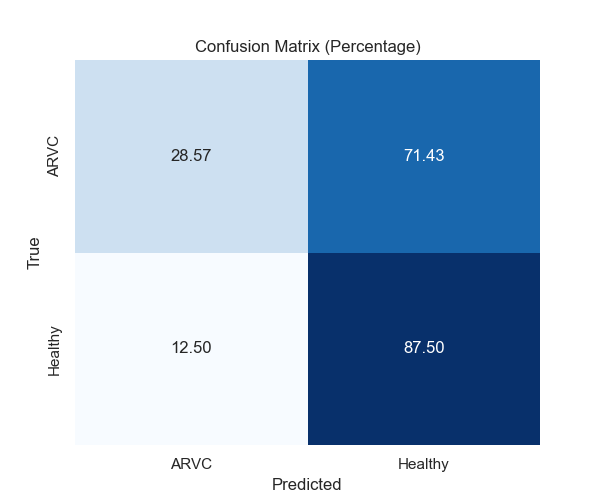 Confusion Matrix (Percentage)
ARVC
28.57
71.43
True
Healthy
12.50
87.50
ARVC
Healthy
Predicted